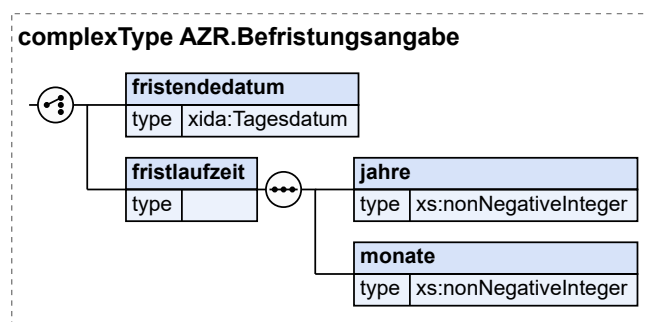 complexType AZR.Befristungsangabe
fristendedatum
type xida:Tagesdatum
fristlaufzeit
type
jahre
type xs:nonNegativeInteger
monate
type xs:nonNegativeInteger